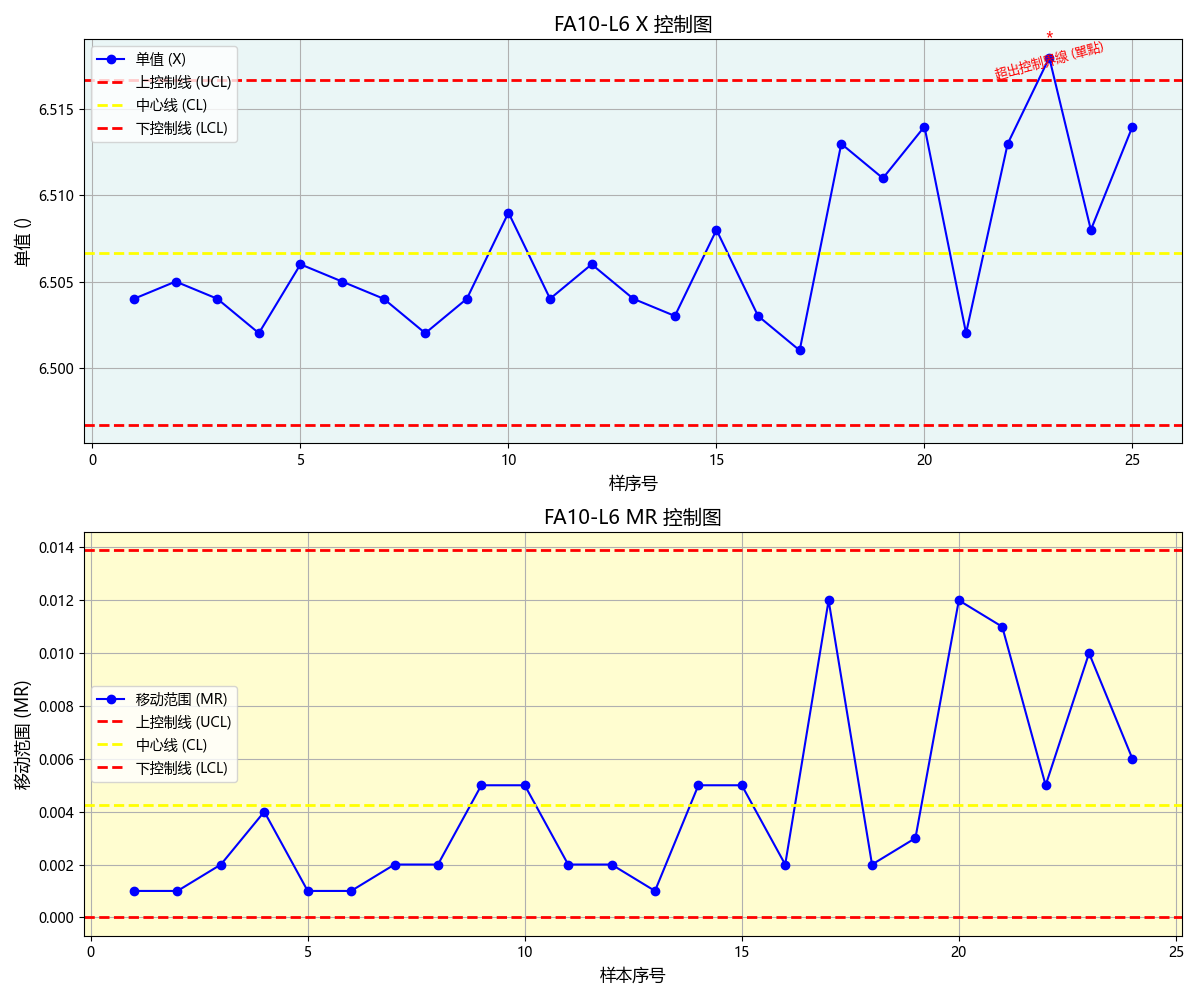 FA10-L6 X 控制图
单值 (X)
上控制线 (UCL)
中心线 (CL)
下控制线 (LCL)
*
超出控制界線 (單點)
6.515
6.510
6.505
6.500
单值 ()
0 5 10 15 20 25
样序号
FA10-L6 MR 控制图
0.014
0.012
0.010
0.008
0.006
0.004
0.002
0.000
移动范围 (MR)
移动范围 (MR)
上控制线 (UCL)
中心线 (CL)
下控制线 (LCL)
0 5 10 15 20 25
样本序号